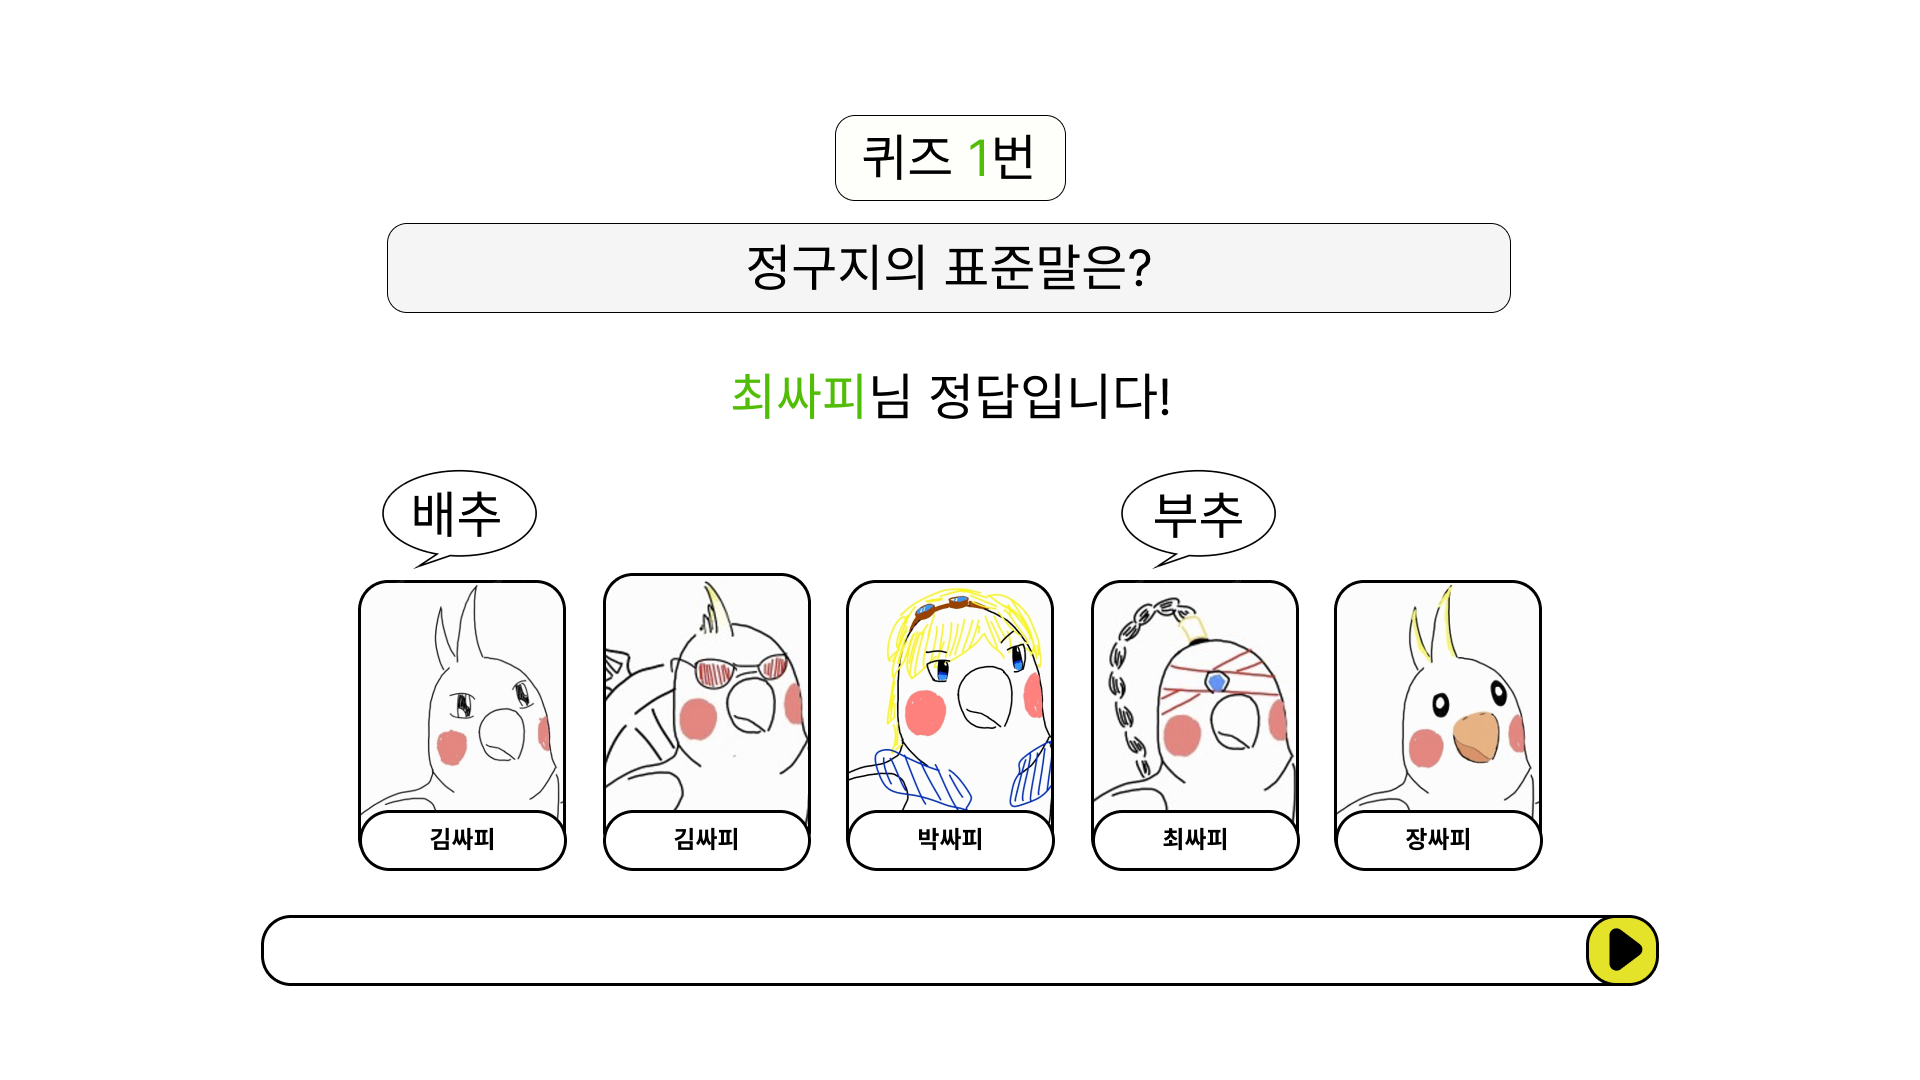 퀴즈 1번
정구지의 표준말은?
최싸피님 정답입니다!
배추
부추
김싸피
김싸피
박싸피
최싸피
장싸피